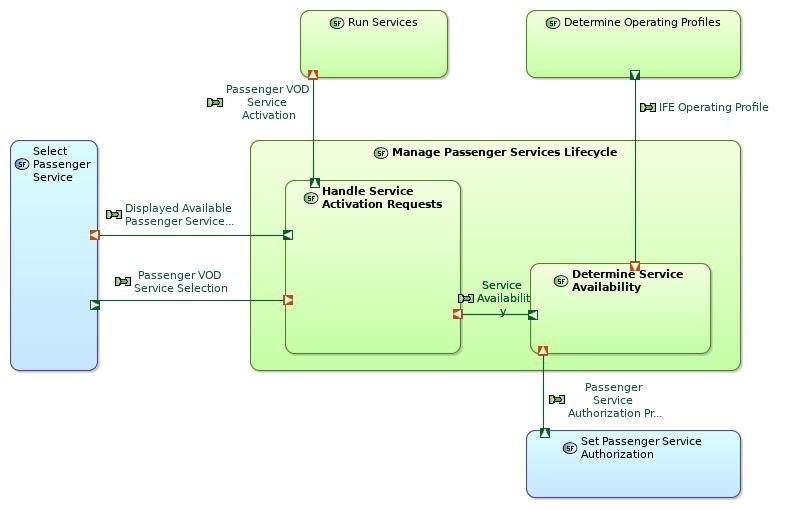 SF Run Services
SF Determine Operating Profiles
Passenger VOD
Service
Activation
IFE Operating Profile
SF Select
Passenger
Service
SF Manage Passenger Services Lifecycle
SF Handle Service
Activation Requests
Displayed Available
Passenger Service...
Passenger VOD
Service Selection
Service
Availabilit
y
SF Determine Service
Availability
Passenger
Service
Authorization Pr...
SF Set Passenger Service
Authorization